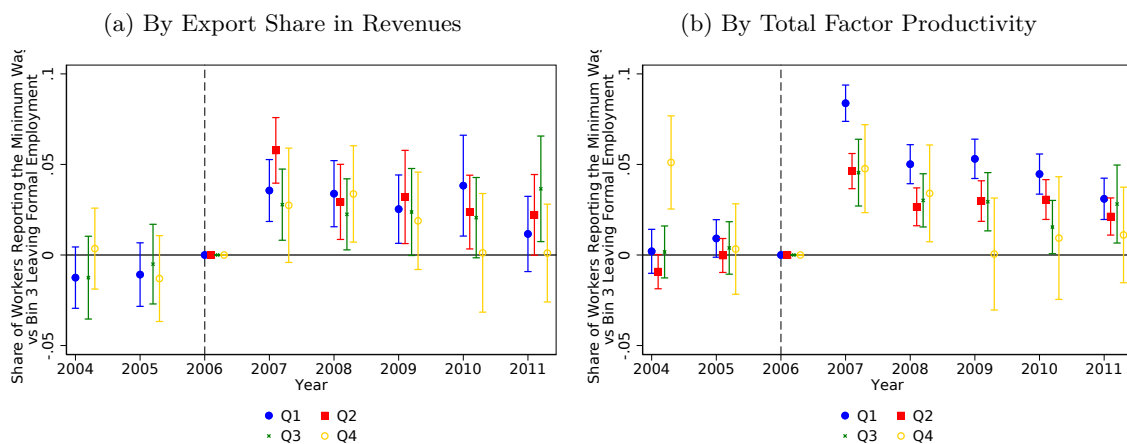 (a) By Export Share in Revenues
Share of Workers Reporting the Minimum Wag
vs Bin 3 Leaving Formal Employment
.1
.05
0
-.05
2004 2005 2006 2007 2008 2009 2010 2011
Year
Q1 Q2
Q3 Q4
(b) By Total Factor Productivity
Share of Workers Reporting the Minimum Wag
vs Bin 3 Leaving Formal Employment
.1
.05
0
-.05
2004 2005 2006 2007 2008 2009 2010 2011
Year
Q1 Q2
Q3 Q4